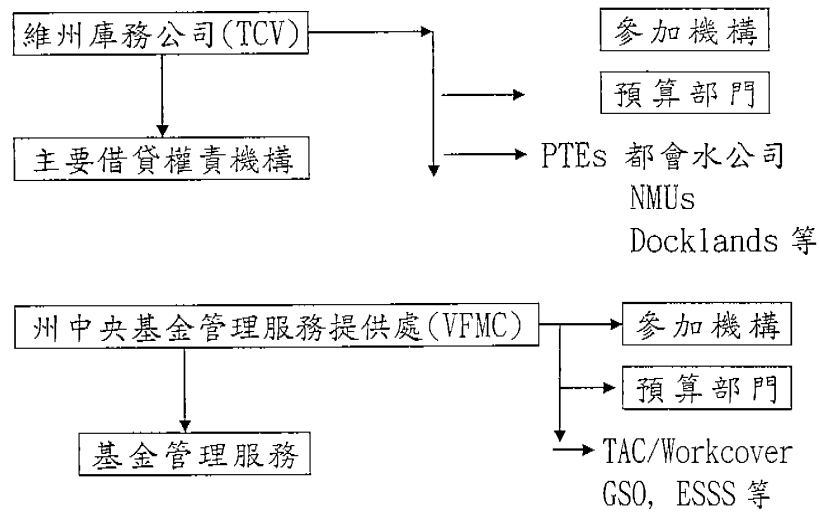 維州庫務公司(TCV)
參加機構
預算部門
主要借貸權責機構
PTEs 都會水公司
NMUs
Docklands 等
州中央基金管理服務提供處(VFMC)
參加機構
預算部門
基金管理服務
TAC/Workcover
GSO, ESSS 等